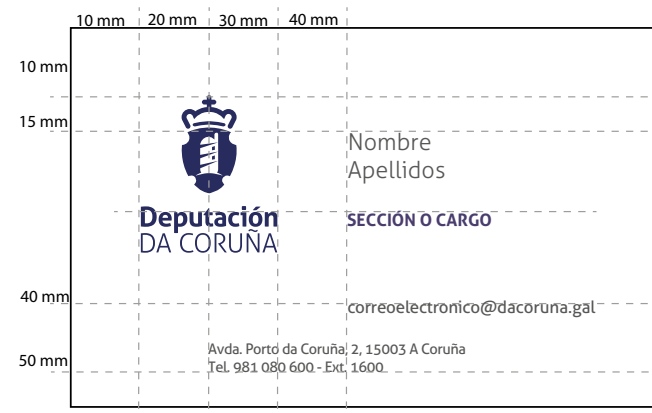 10 mm 20 mm 30 mm 40 mm
10 mm
15 mm
Nombre
Apellidos
Deputación
DA CORUÑA
SECCIÓN O CARGO
40 mm
correoelectronico@dacoruna.gal
Avda. Porto da Coruña, 2, 15003 A Coruña
Tel. 981 080 600 - Ext. 1600
50 mm